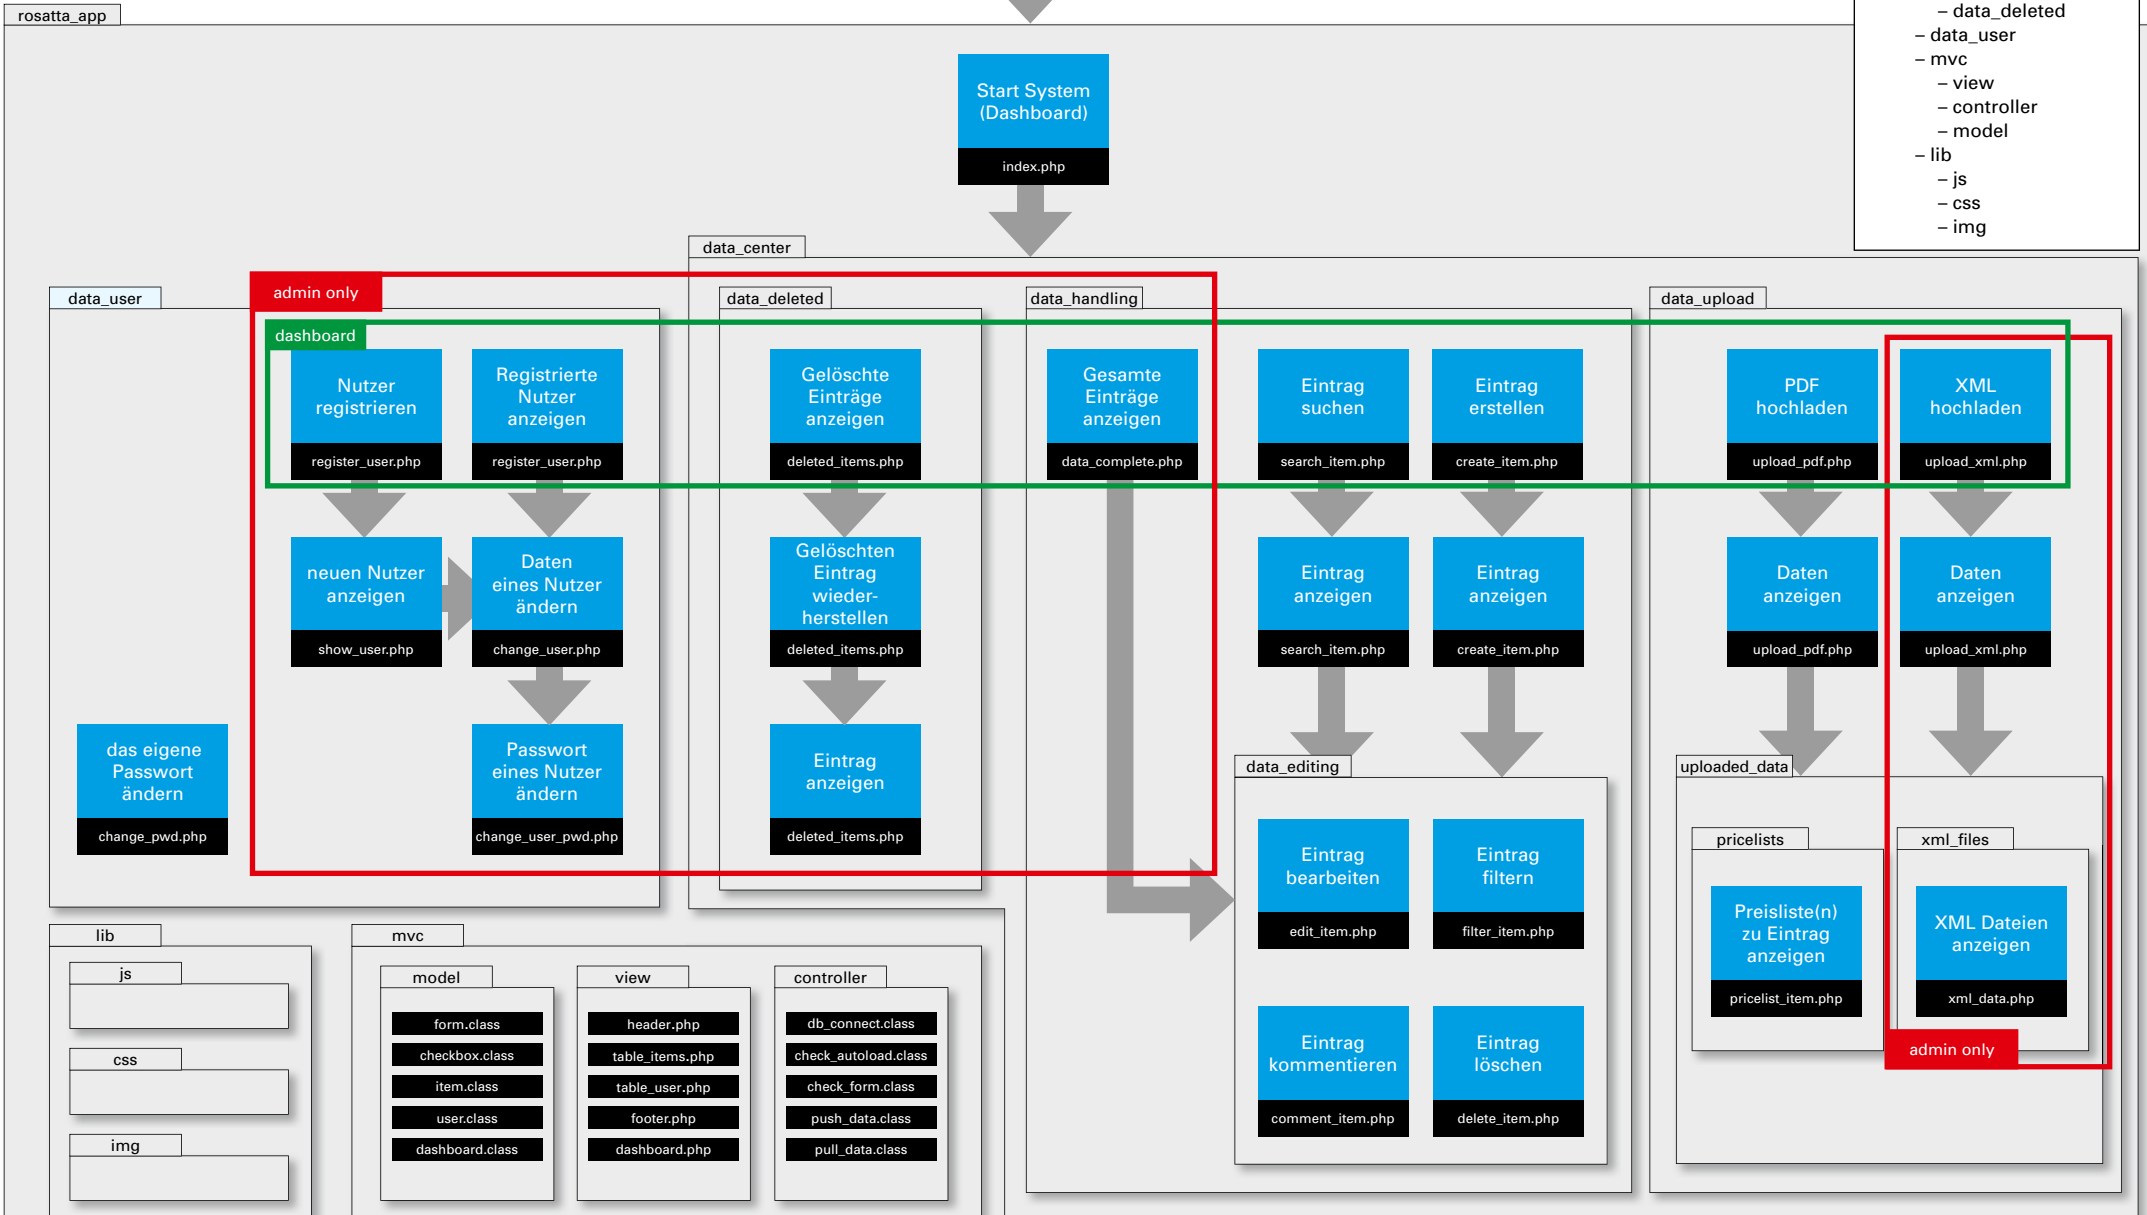 rosatta_app
– data_deleted
– data_user
– mvc
– view
– controller
– model
– lib
– js
– css
– img
Start System
(Dashboard)
index.php
data_center
data_user
admin only
data_deleted
data_handling
data_upload
dashboard
Nutzer
registrieren
register_user.php
Registrierte
Nutzer
anzeigen
register_user.php
Gelöschte
Einträge
anzeigen
deleted_items.php
Gesamte
Einträge
anzeigen
data_complete.php
Eintrag
suchen
search_item.php
Eintrag
erstellen
create_item.php
PDF
hochladen
upload_pdf.php
XML
hochladen
upload_xml.php
neuen Nutzer
anzeigen
show_user.php
Daten
eines Nutzer
ändern
change_user.php
Gelöschten
Eintrag
wieder-
herstellen
deleted_items.php
Eintrag
anzeigen
search_item.php
Eintrag
anzeigen
create_item.php
Daten
anzeigen
upload_pdf.php
Daten
anzeigen
upload_xml.php
das eigene
Passwort
ändern
change_pwd.php
Passwort
eines Nutzer
ändern
change_user_pwd.php
Eintrag
anzeigen
deleted_items.php
data_editing
Eintrag
bearbeiten
edit_item.php
Eintrag
filtern
filter_item.php
Eintrag
kommentieren
comment_item.php
Eintrag
löschen
delete_item.php
uploaded_data
pricelists
Preisliste(n)
zu Eintrag
anzeigen
pricelist_item.php
xml_files
XML Dateien
anzeigen
xml_data.php
admin only
lib
js
css
img
mvc
model
form.class
checkbox.class
item.class
user.class
dashboard.class
view
header.php
table_items.php
table_user.php
footer.php
dashboard.php
controller
db_connect.class
check_autoload.class
check_form.class
push_data.class
pull_data.class